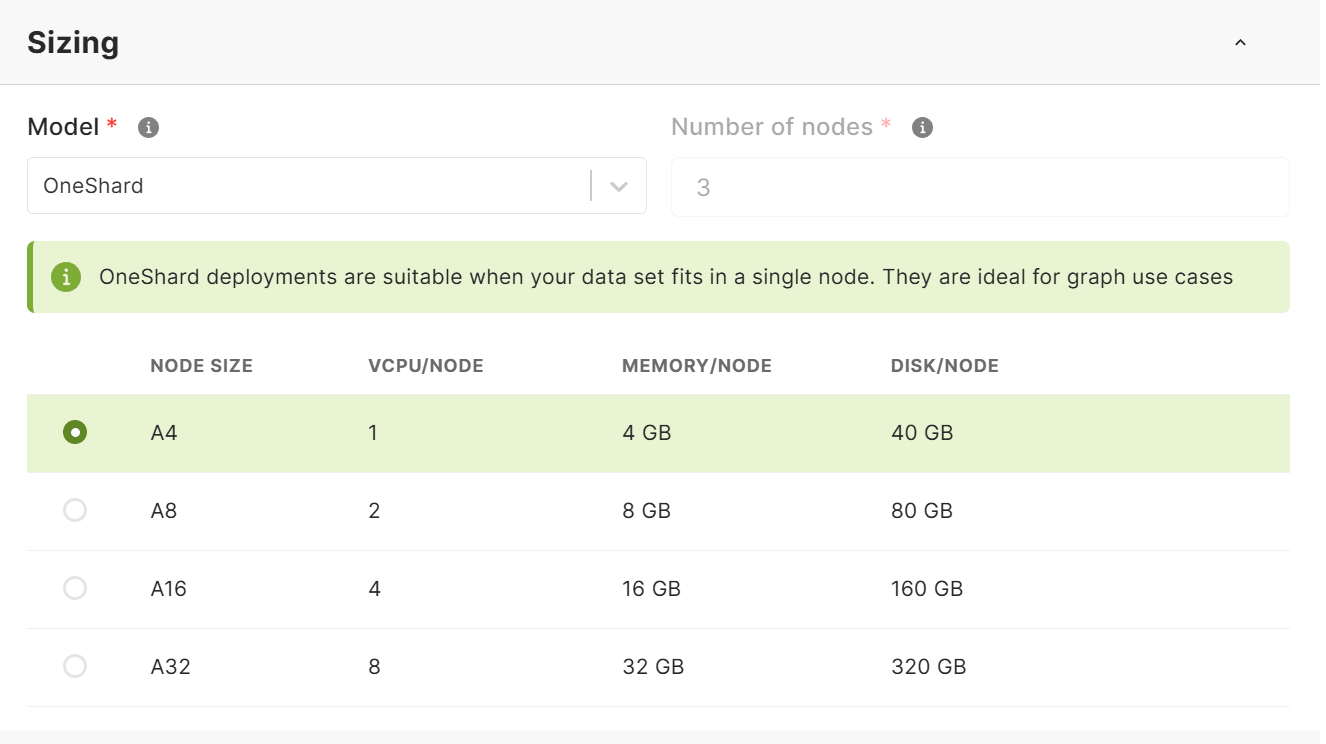 Sizing
Model *
Number of nodes *
OneShard
3
OneShard deployments are suitable when your data set fits in a single node. They are ideal for graph use cases
NODE SIZE VCPU/NODE MEMORY/NODE DISK/NODE
A4 1 4 GB 40 GB
A8 2 8 GB 80 GB
A16 4 16 GB 160 GB
A32 8 32 GB 320 GB